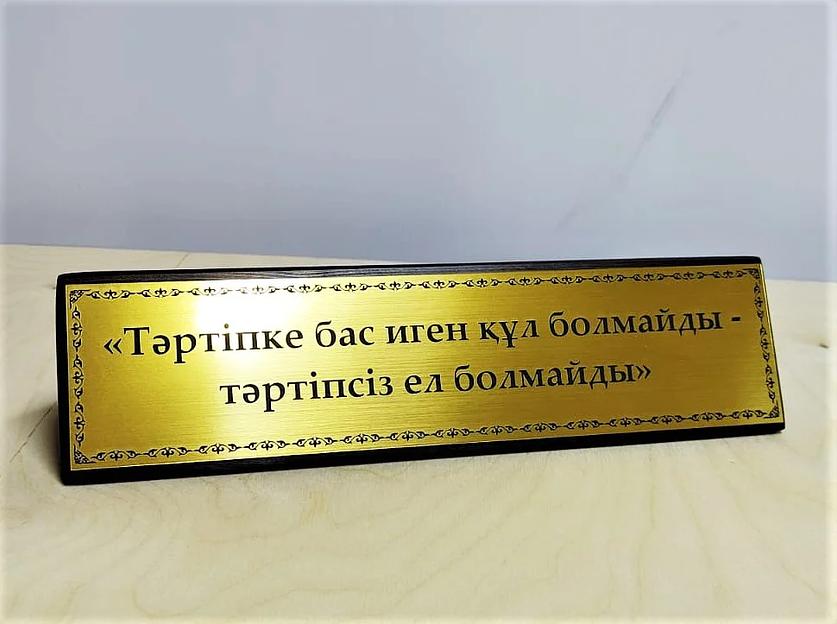 «Тәртіпке бас иген құл болмайды -
тәртіпсіз ел болмайды»